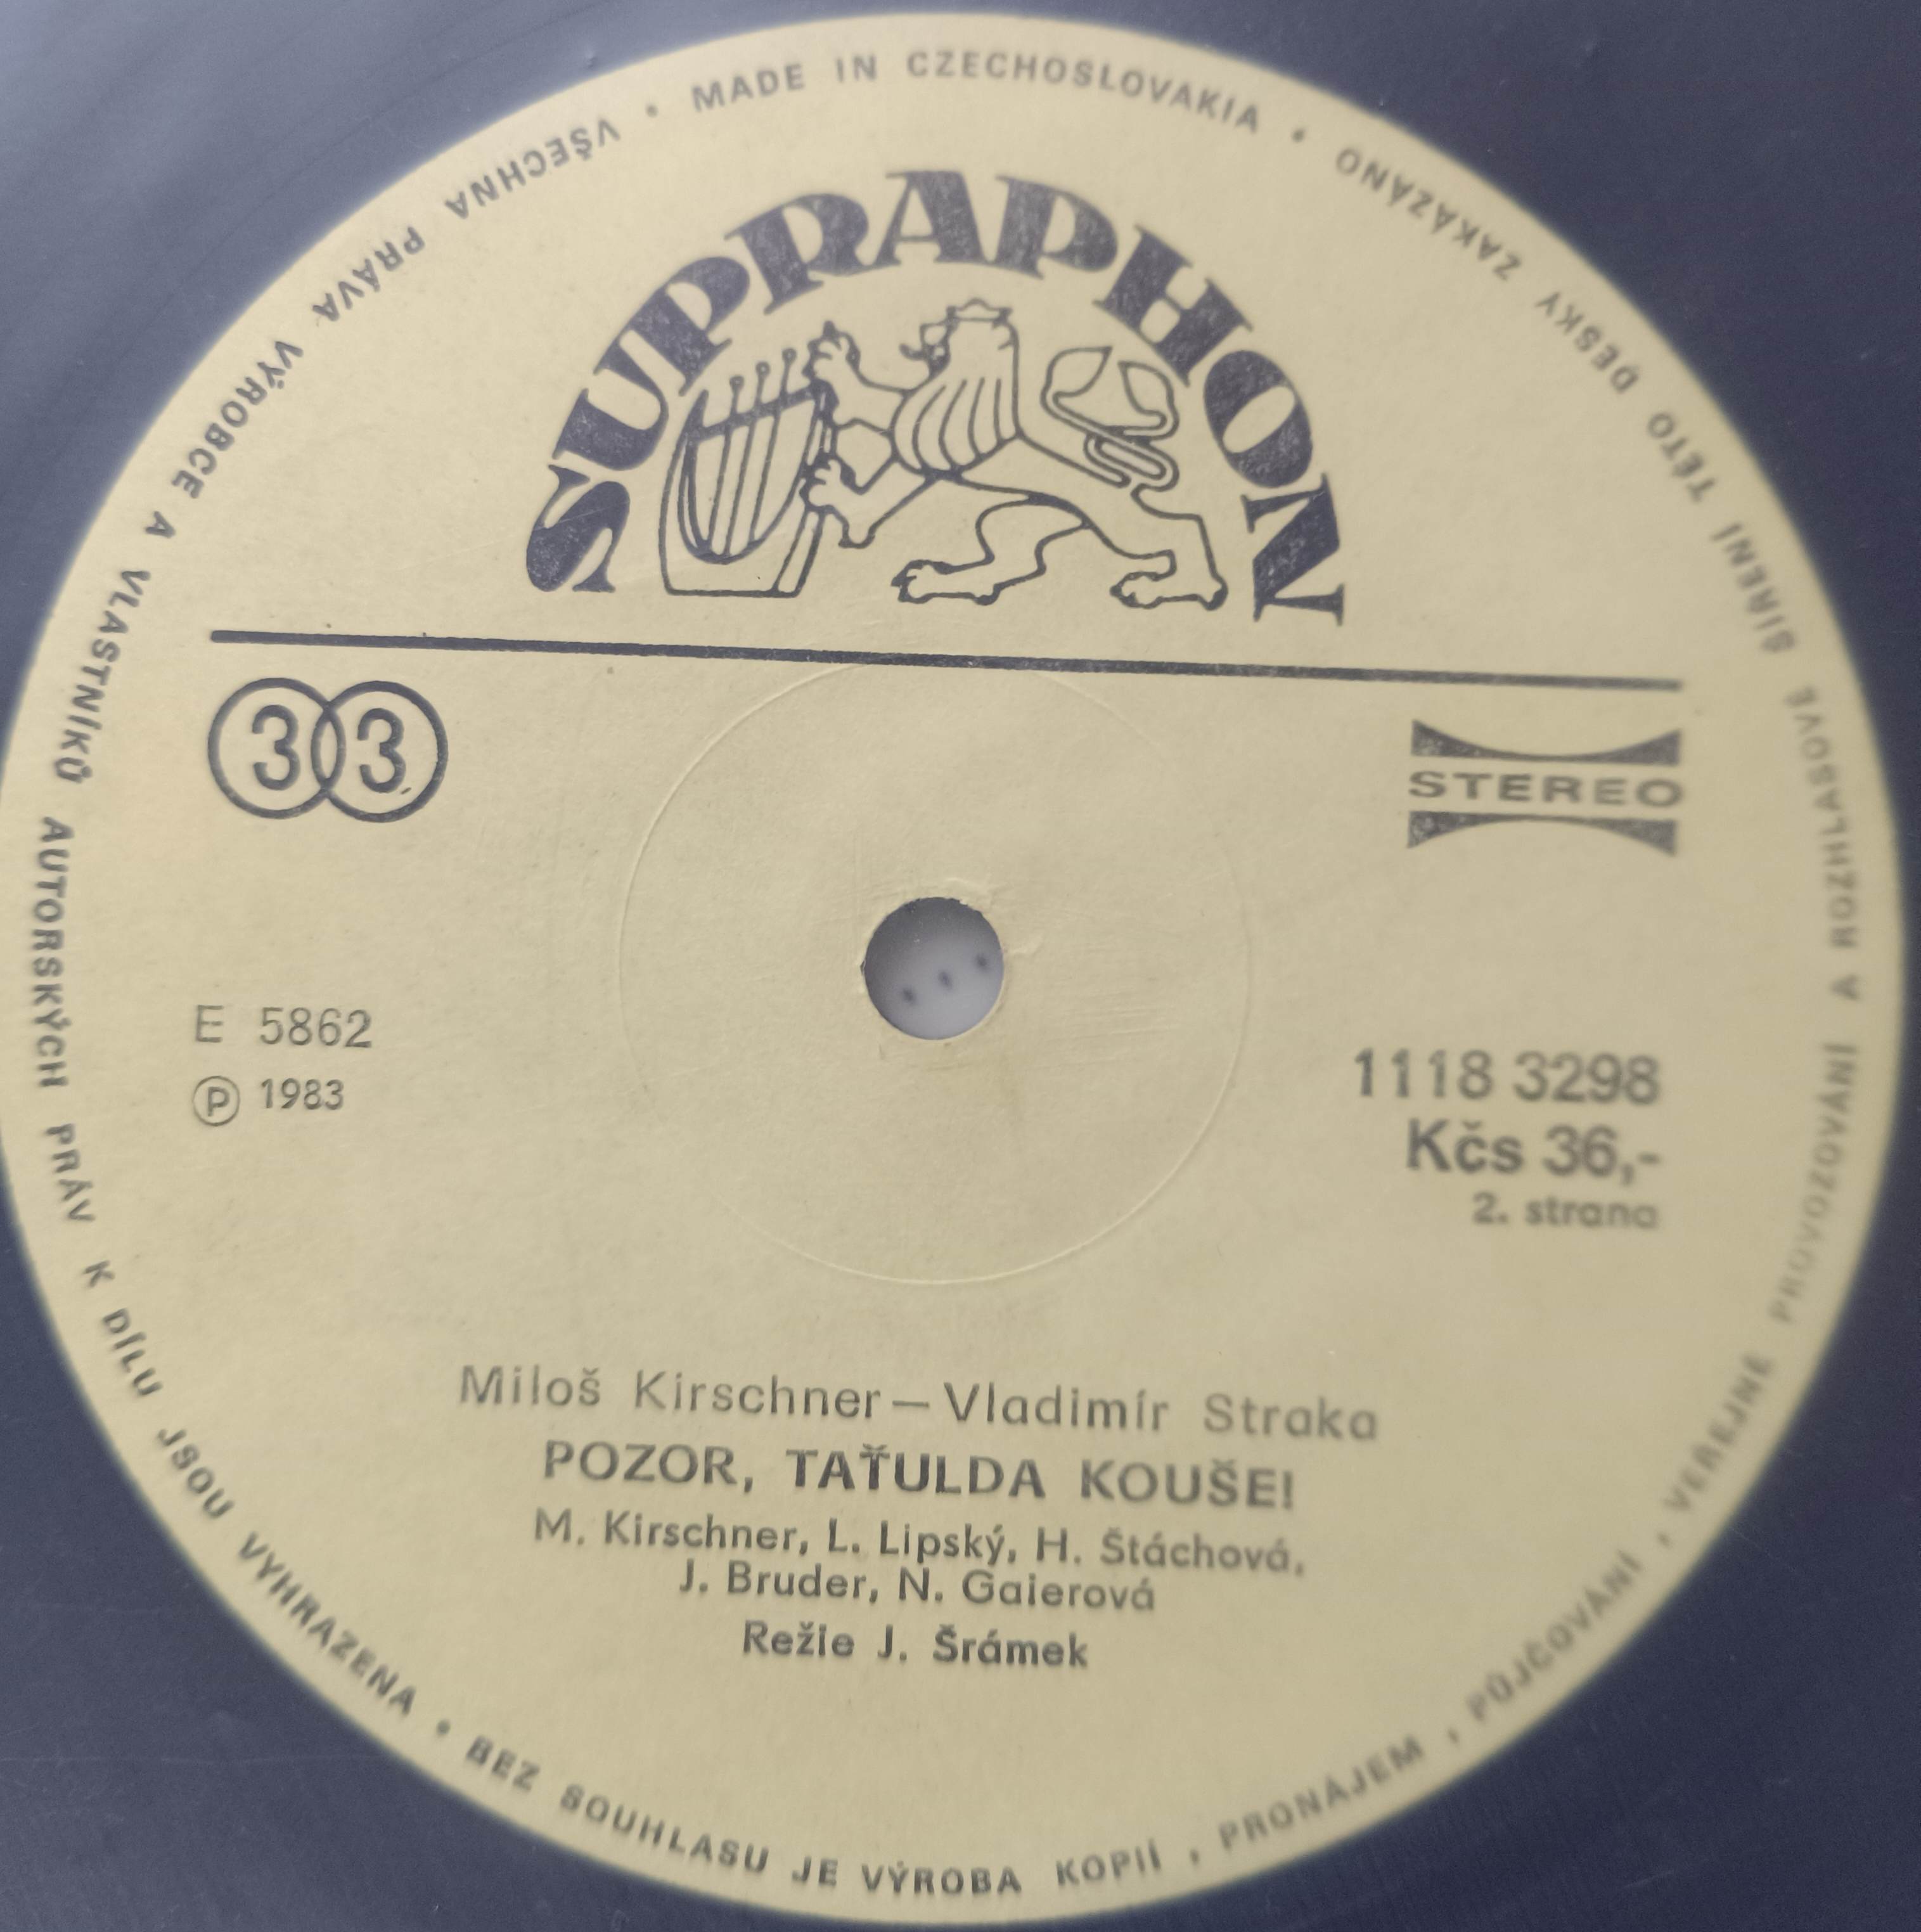 MADE IN CZECHOSLOVAKIA •
VŠECHNA PRÁVA VÝROBCE A VLASTNÍKŮ AUTORSKÝCH PRÁV K DÍLU JSOU VYHRAZENA • BEZ SOUHLASU JE VÝROBA KOPIÍ , PRONÁJEM , PŮJČOVÁNÍ , VEŘEJNÉ PROVOZOVÁNÍ A ROZHLASOVÉ ŠÍŘENÍ TÉTO DESKY ZAKÁZÁNO •
SUPRAPHON
33
STEREO
E 5862
Ⓟ 1983
1118 3298
Kčs 36,-
2. strana
Miloš Kirschner — Vladimír Straka
POZOR, TAŤULDA KOUŠE!
M. Kirschner, L. Lipský, H. Štáchová,
J. Bruder, N. Gaierová
Režie J. Šrámek